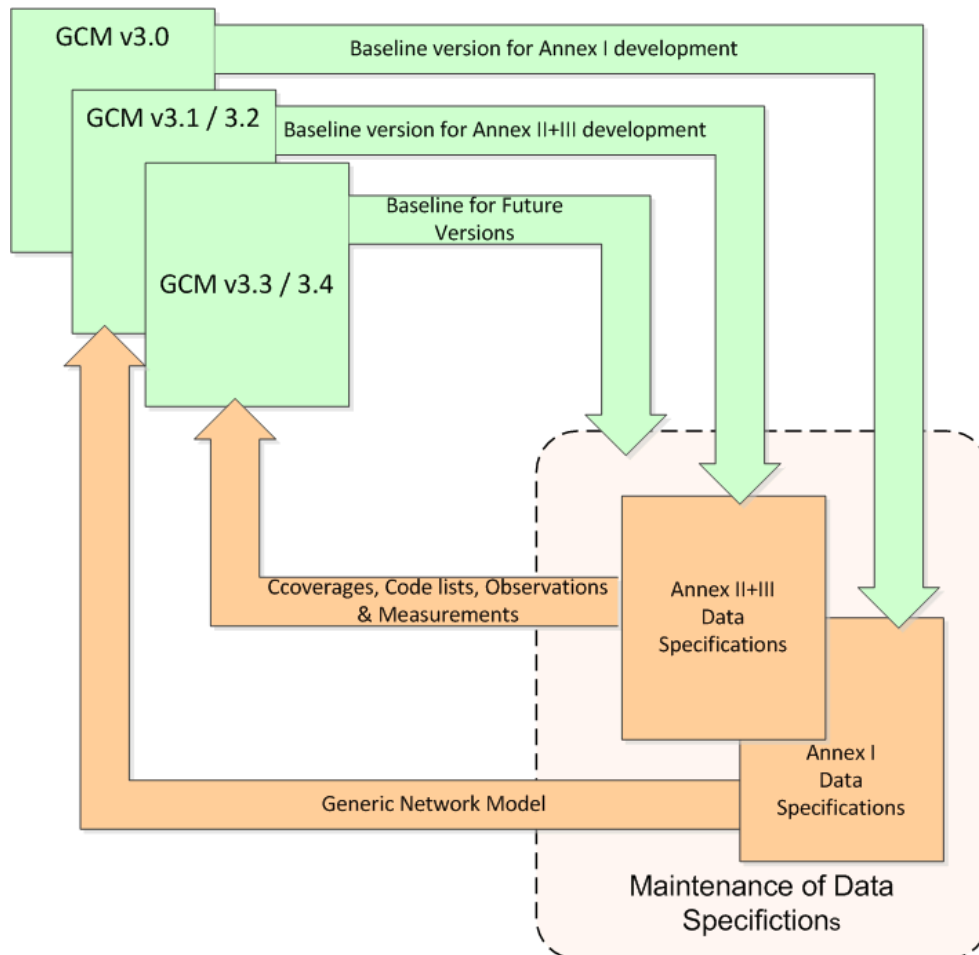 GCM v3.0
Baseline version for Annex I development
GCM v3.1 / 3.2
Baseline version for Annex II+III development
Baseline for Future
Versions
GCM v3.3 / 3.4
Ccoverages, Code lists, Observations
& Measurements
Annex II+III
Data
Specifications
Annex I
Data
Specifications
Generic Network Model
Maintenance of Data
Specifictions